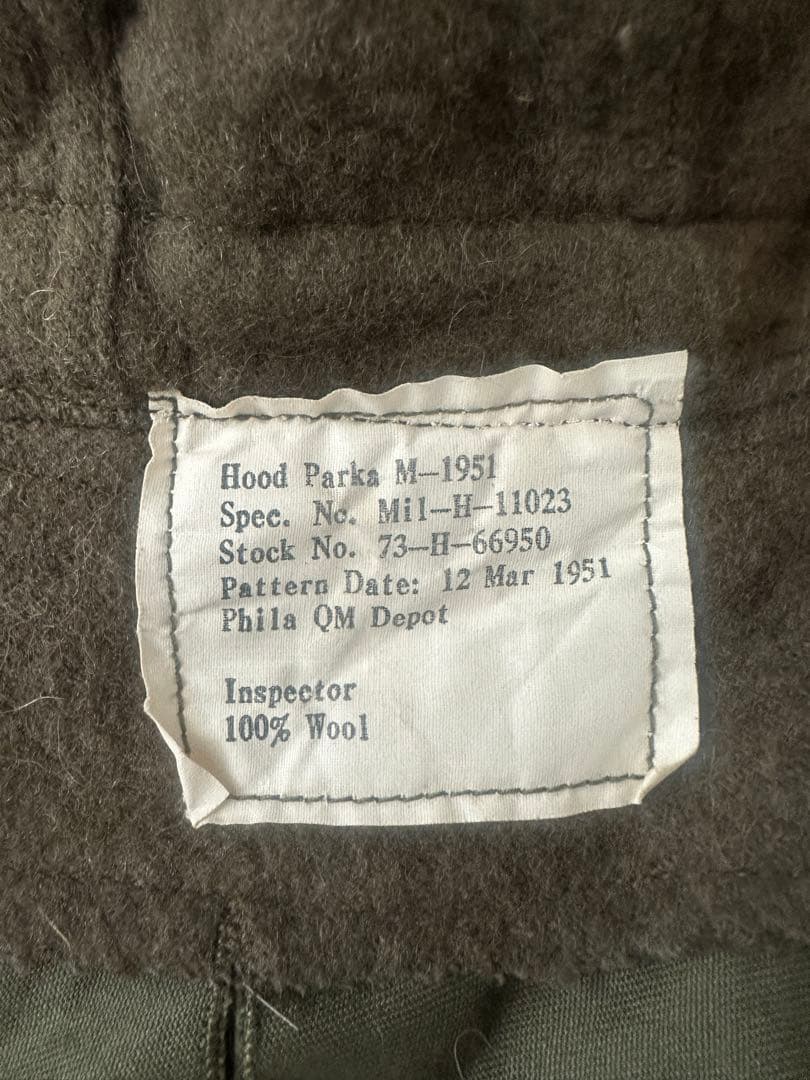 Hood Parka M-1951
Spec. No. Mil-H-11023
Stock No. 73-H-66950
Pattern Date: 12 Mar 1951
Phila QM Depot
Inspector
100% Wool